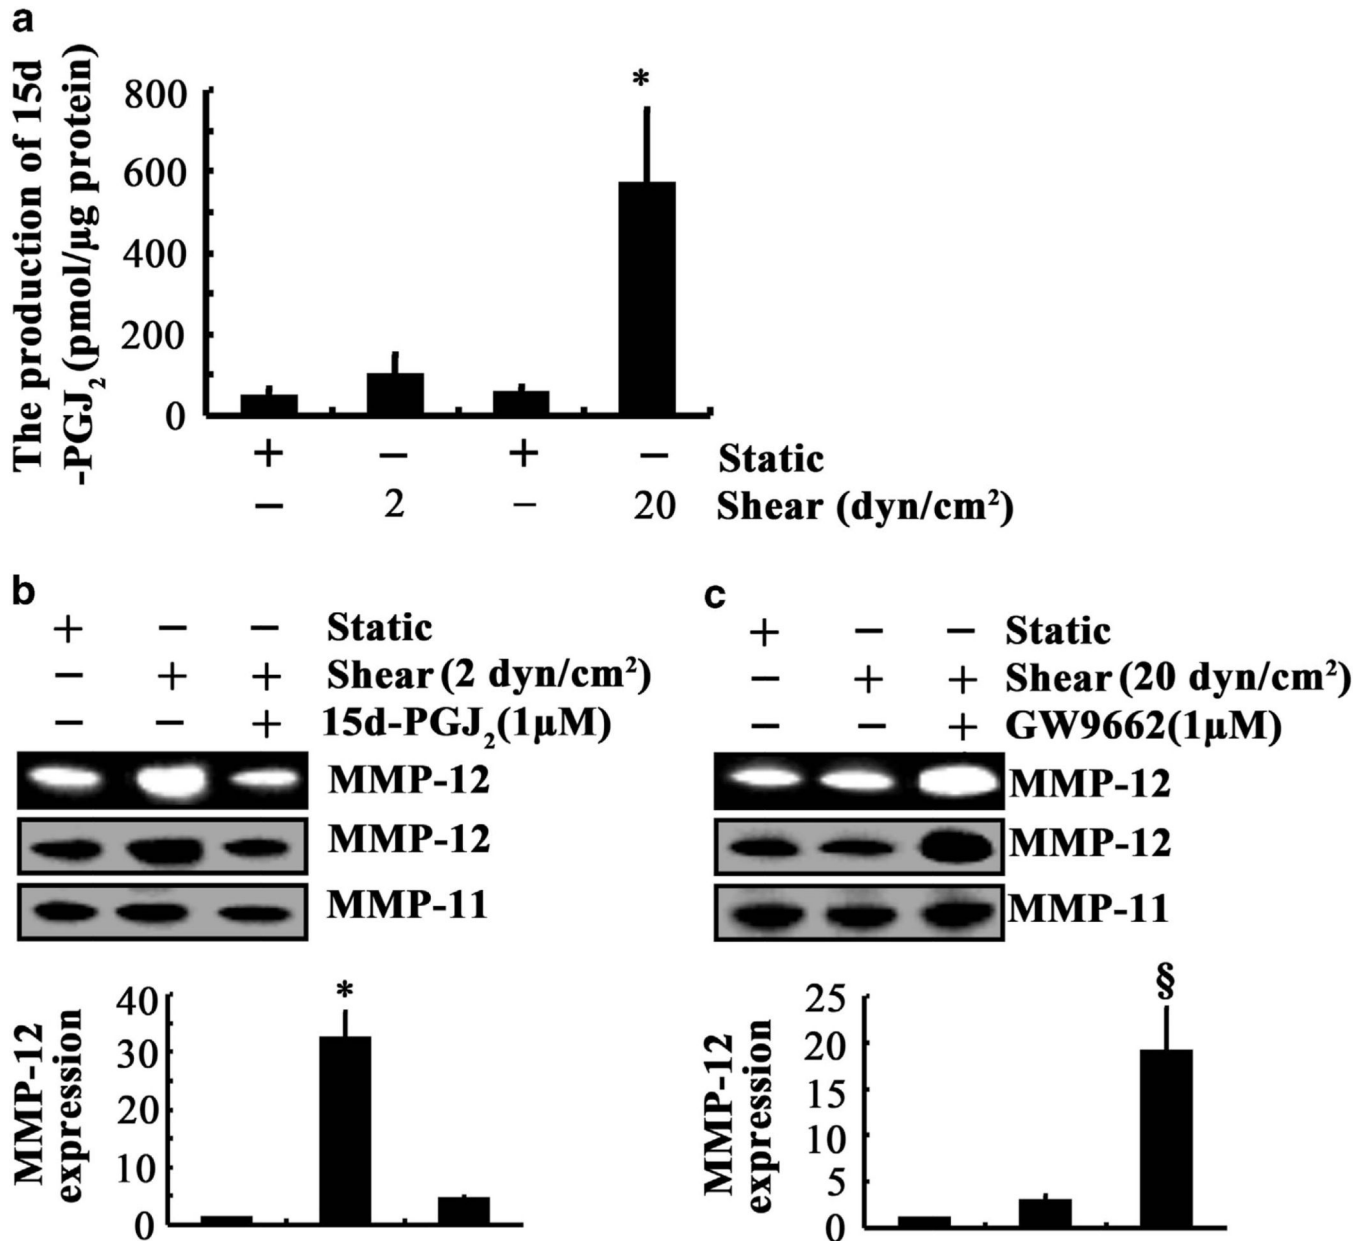 a
The production of 15d
-PGJ₂ (pmol/µg protein)
800
600
400
200
0
*
+ − + − Static
− 2 − 20 Shear (dyn/cm²)
b
+ − − Static
− + + Shear (2 dyn/cm²)
− − + 15d-PGJ₂(1µM)
MMP-12
MMP-12
MMP-11
MMP-12
expression
40
30
20
10
0
*
c
+ − − Static
− + + Shear (20 dyn/cm²)
− − + GW9662(1µM)
MMP-12
MMP-12
MMP-11
MMP-12
expression
25
20
15
10
5
0
§